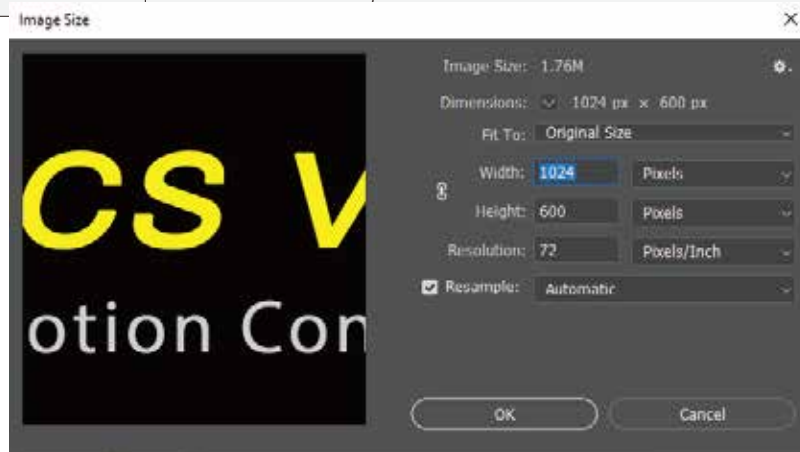 Image Size
CS V
otion Con
Image Size: 1.76M
Dimensions: 1024 px × 600 px
Fit To: Original Size
Width: 1024 Pixels
Height: 600 Pixels
Resolution: 72 Pixels/Inch
Resample: Automatic
OK Cancel